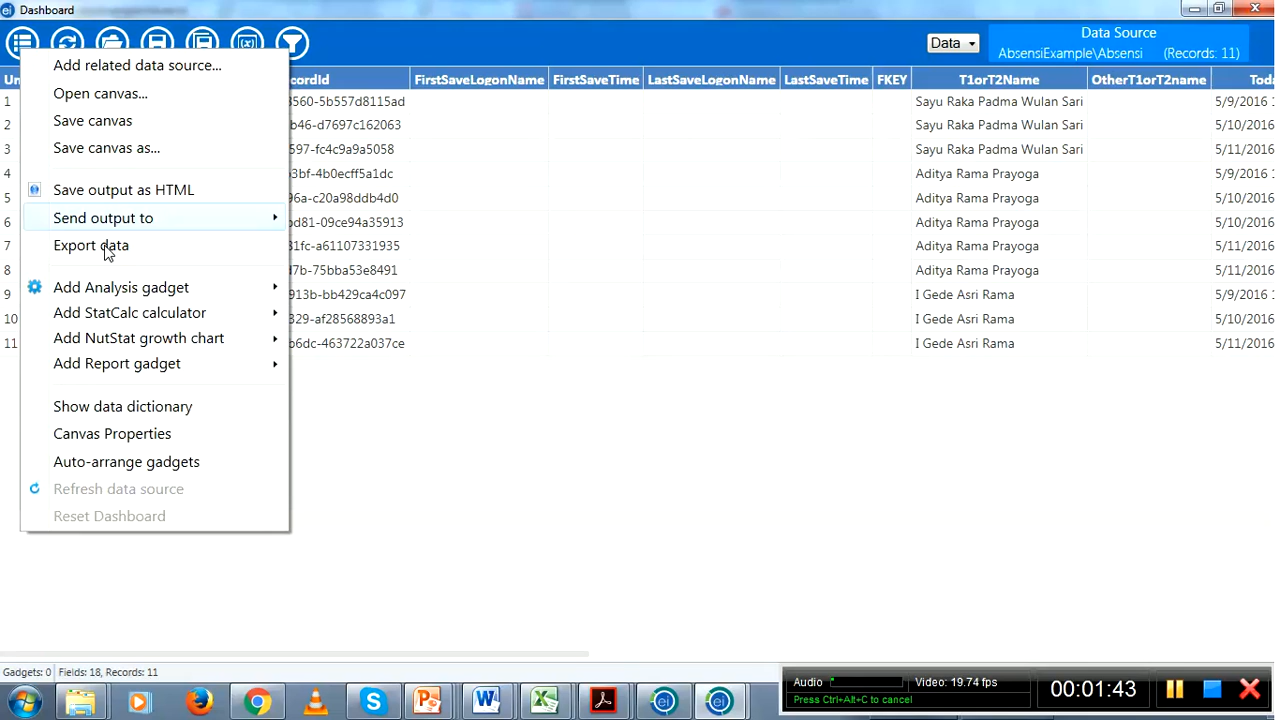 Dashboard
Data
Data Source
AbsensiExample\Absensi (Records: 11)
Add related data source...
Open canvas...
Save canvas
Save canvas as...
Save output as HTML
Send output to
Export data
Add Analysis gadget
Add StatCalc calculator
Add NutStat growth chart
Add Report gadget
Show data dictionary
Canvas Properties
Auto-arrange gadgets
Refresh data source
Reset Dashboard
FirstSaveLogonName FirstSaveTime LastSaveLogonName LastSaveTime FKEY T1orT2Name OtherT1orT2name
1 8560-5b557d8115ad Sayu Raka Padma Wulan Sari 5/9/2016
2 b46-d7697c162063 Sayu Raka Padma Wulan Sari 5/10/2016
3 597-fc4c9a9a5058 Sayu Raka Padma Wulan Sari 5/11/2016
4 bf-4b0ecff5a1dc Aditya Rama Prayoga 5/9/2016
5 96a-c20a98ddb4d0 Aditya Rama Prayoga 5/10/2016
6 bd81-09ce94a35913 Aditya Rama Prayoga 5/10/2016
7 1fc-a61107331935 Aditya Rama Prayoga 5/11/2016
8 d7b-75bba53e8491 Aditya Rama Prayoga 5/11/2016
9 913b-bb429ca4c097 I Gede Asri Rama 5/9/2016
10 829-af28568893a1 I Gede Asri Rama 5/10/2016
11 b6dc-463722a037ce I Gede Asri Rama 5/11/2016
Gadgets: 0 Fields: 18, Records: 11
Audio Video: 19.74 fps
Press Ctrl+Alt+C to cancel
00:01:43